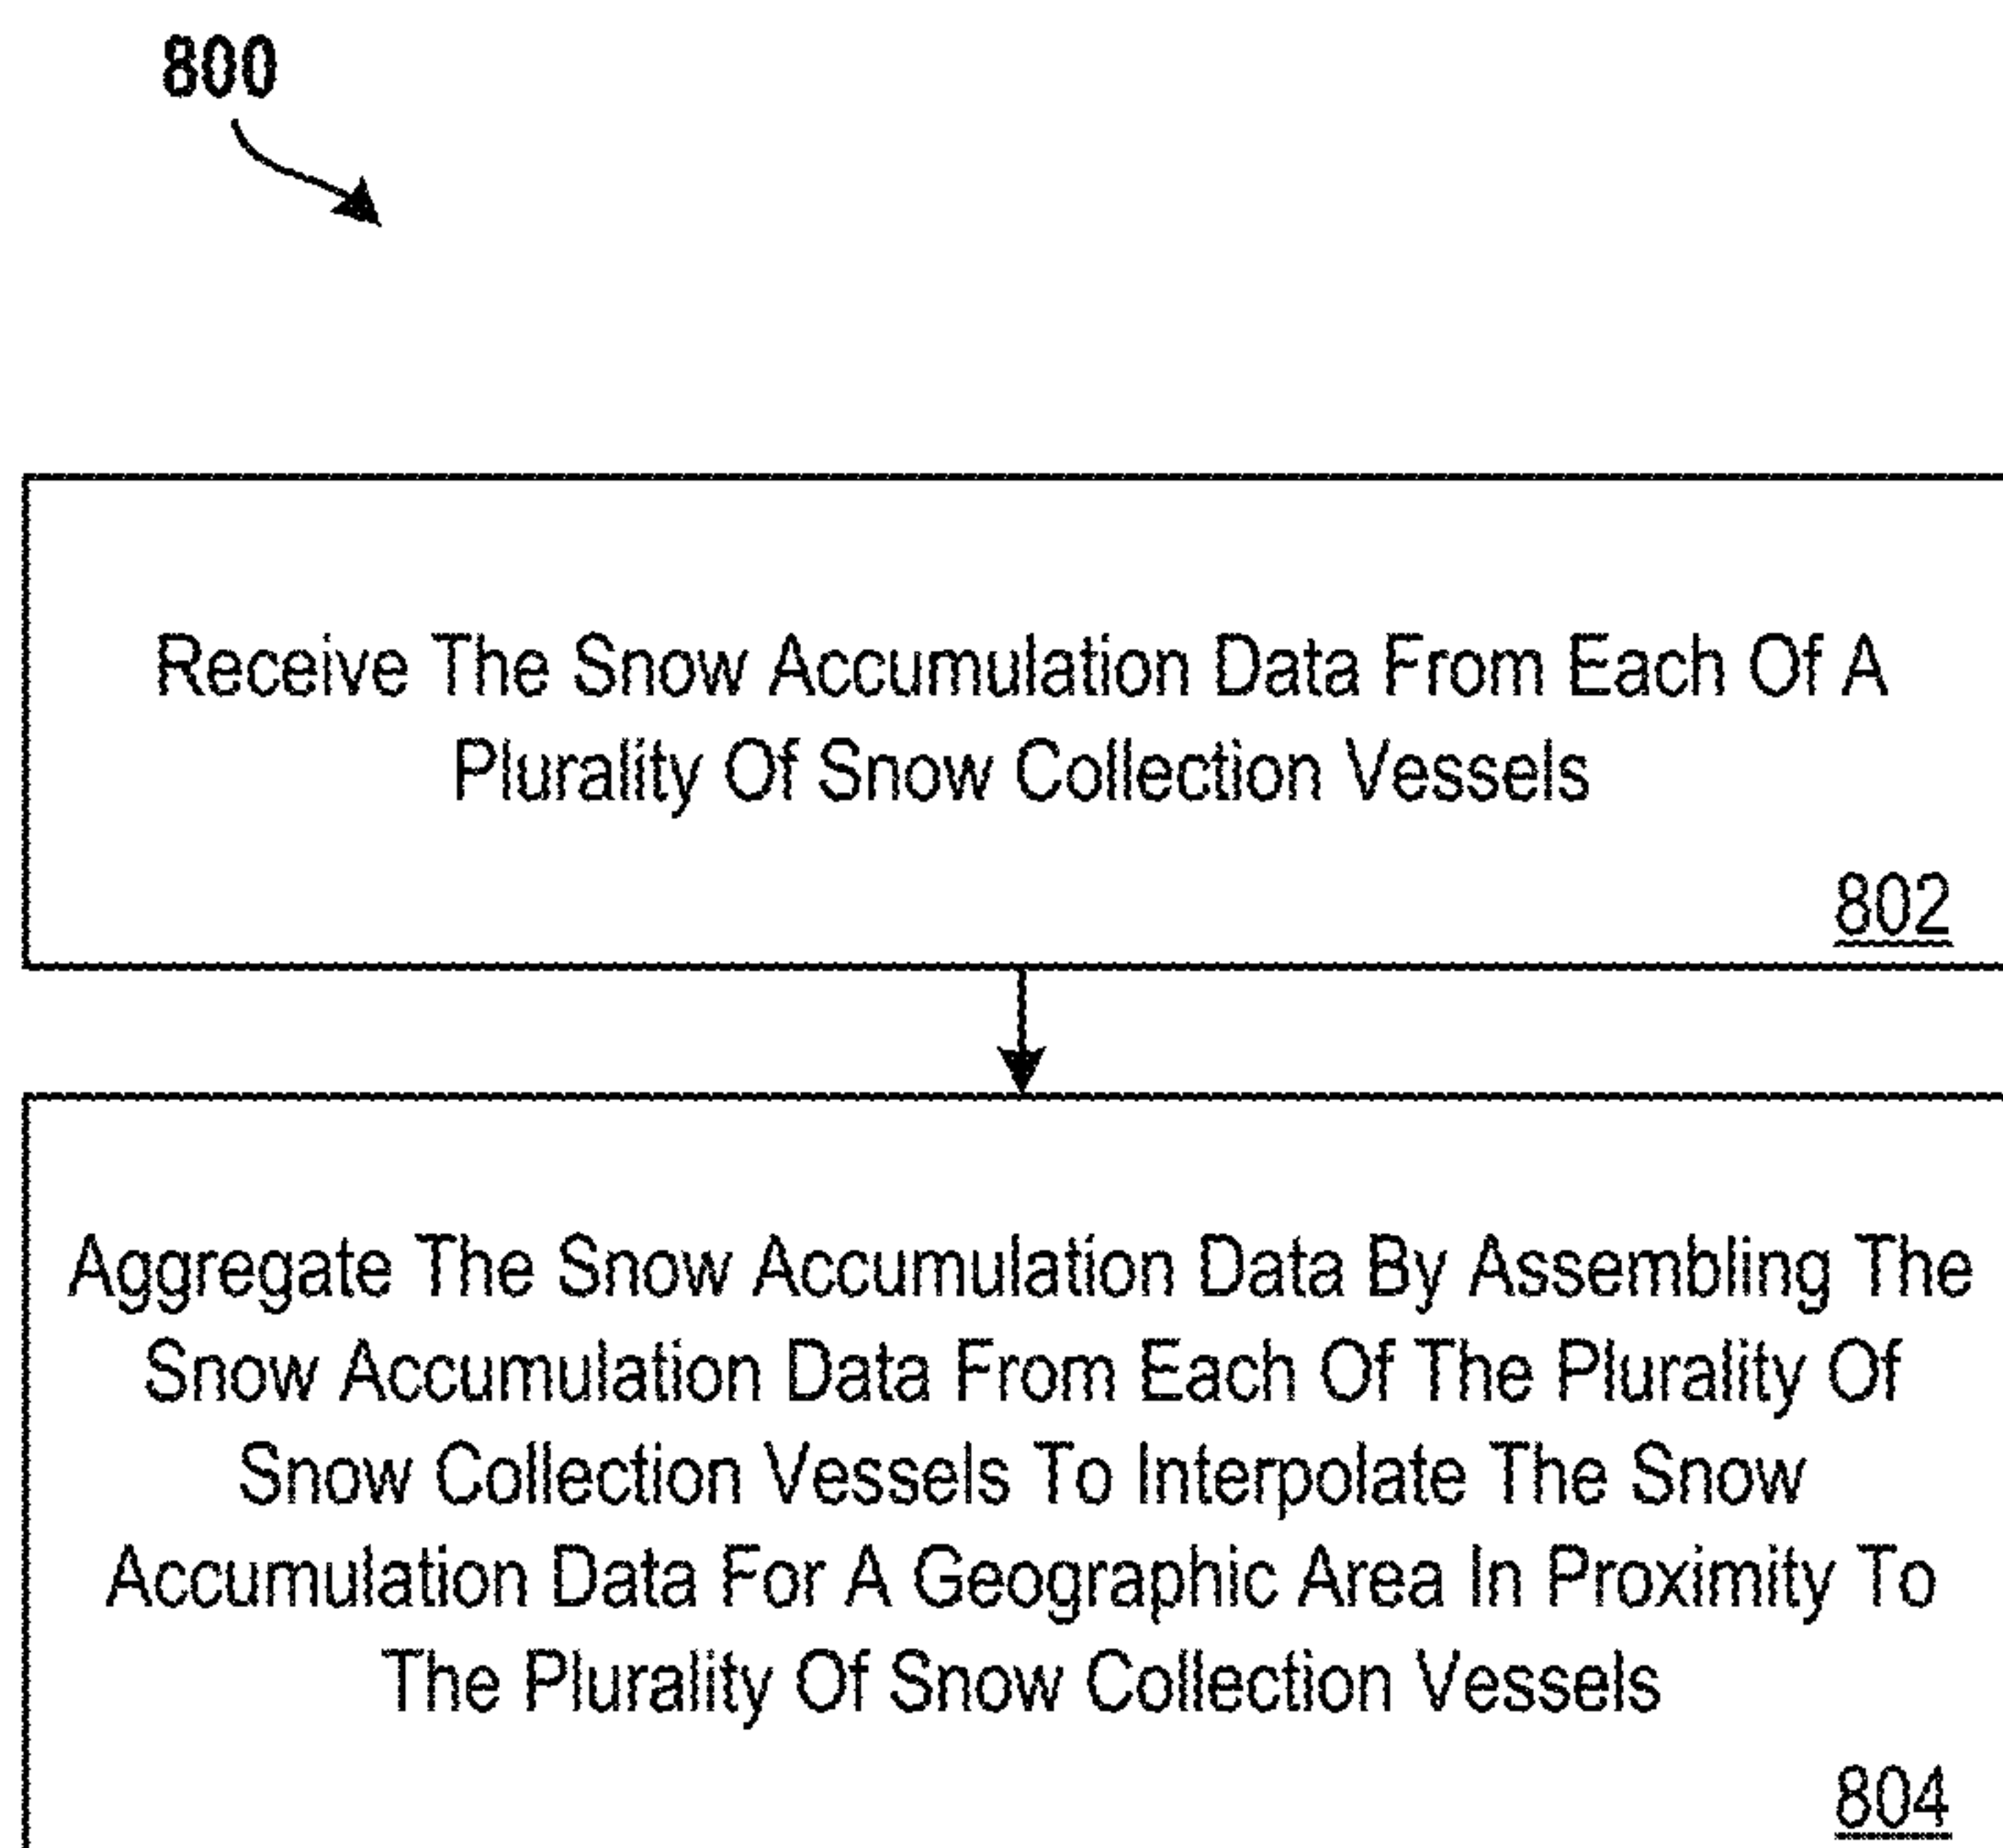 800
Receive The Snow Accumulation Data From Each Of A
Plurality Of Snow Collection Vessels
802
Aggregate The Snow Accumulation Data By Assembling The
Snow Accumulation Data From Each Of The Plurality Of
Snow Collection Vessels To Interpolate The Snow
Accumulation Data For A Geographic Area In Proximity To
The Plurality Of Snow Collection Vessels
804